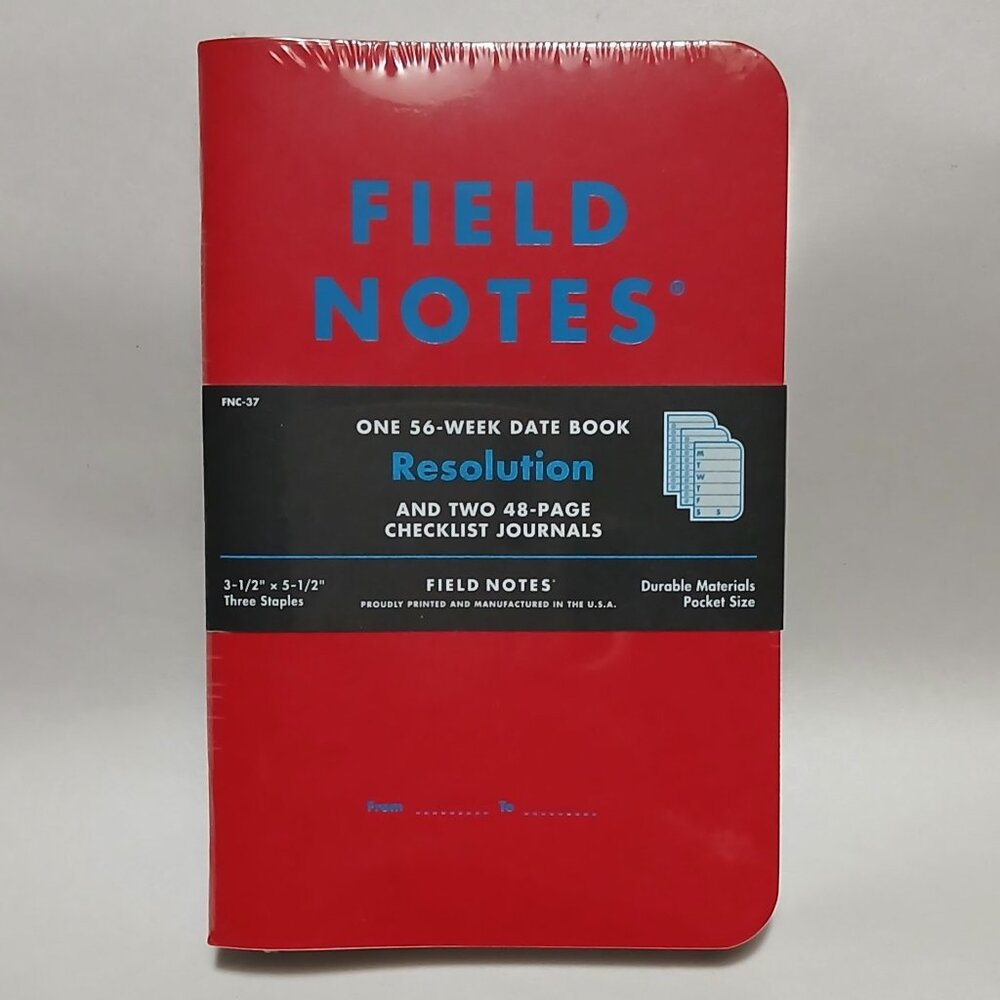 FIELD
NOTES®
FNC-37
ONE 56-WEEK DATE BOOK
Resolution
AND TWO 48-PAGE
CHECKLIST JOURNALS
M
T
W
T
F
S S
3-1/2" × 5-1/2"
Three Staples
FIELD NOTES®
PROUDLY PRINTED AND MANUFACTURED IN THE U.S.A.
Durable Materials
Pocket Size
From ......... To .........